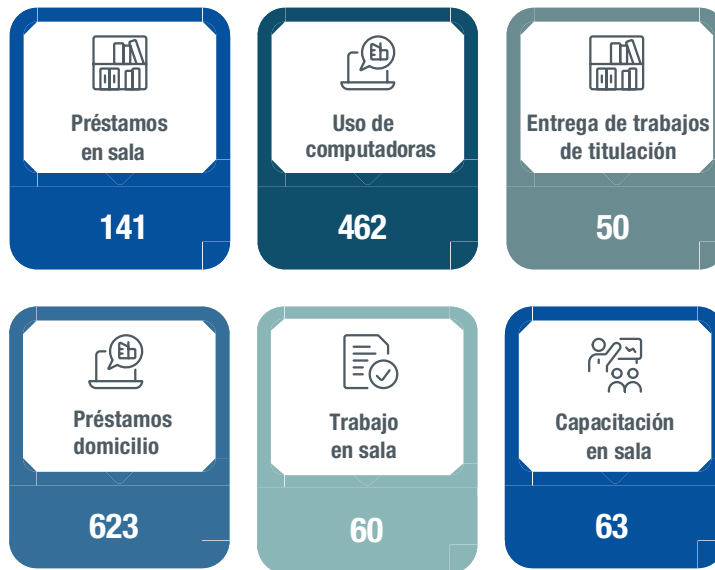 Préstamos
en sala
141
Uso de
computadoras
462
Entrega de trabajos
de titulación
50
Préstamos
domicilio
623
Trabajo
en sala
60
Capacitación
en sala
63